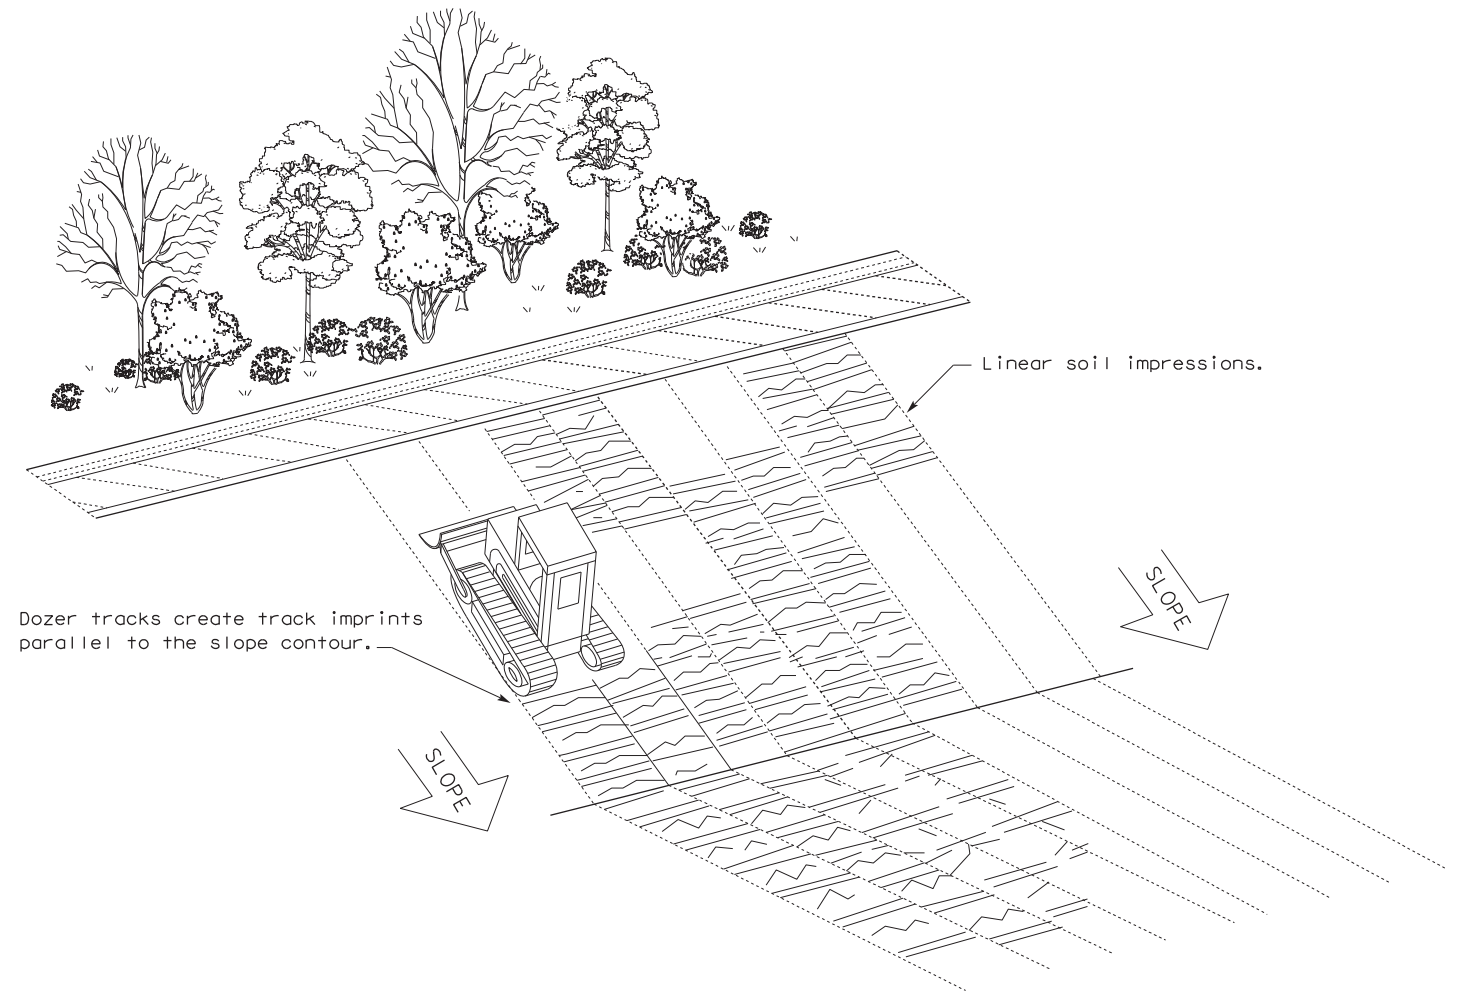 Linear soil impressions.
SLOPE
Dozer tracks create track imprints
parallel to the slope contour.
SLOPE